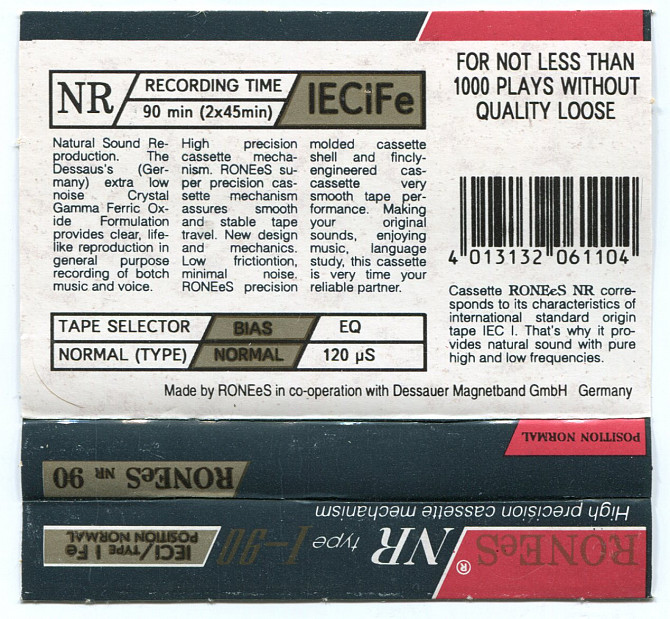 NR
RECORDING TIME
90 min (2x45min)
IECiFe
FOR NOT LESS THAN
1000 PLAYS WITHOUT
QUALITY LOOSE
Natural Sound Re-
production. The
Dessaus's (Ger-
many) extra low
noise Crystal
Gamma Ferric Ox-
ide Formulation
provides clear, life-
like reproduction in
general purpose
recording of botch
music and voice.
High precision
cassette mecha-
nism. RONEeS su-
per precision cas-
sette mechanism
assures smooth
and stable tape
travel. New design
and mechanics.
Low frictiontion,
minimal noise.
RONEeS precision
molded cassette
shell and fincly-
engineered cas-
cassette very
smooth tape per-
formance. Making
your original
sounds, enjoying
music, language
study, this cassette
is very time your
reliable partner.
4 013132 061104
Cassette RONEeS NR corre-
sponds to its characteristics of
international standard origin
tape IEC I. That's why it pro-
vides natural sound with pure
high and low frequencies.
TAPE SELECTOR BIAS EQ
NORMAL (TYPE) NORMAL 120 µS
Made by RONEeS in co-operation with Dessauer Magnetband GmbH Germany
POSITION NORMAL
RONEeS NR 90
High precision cassette mechanism
RONEeS® NR type I-90
IECI/TYPE I Fe
POSITION NORMAL